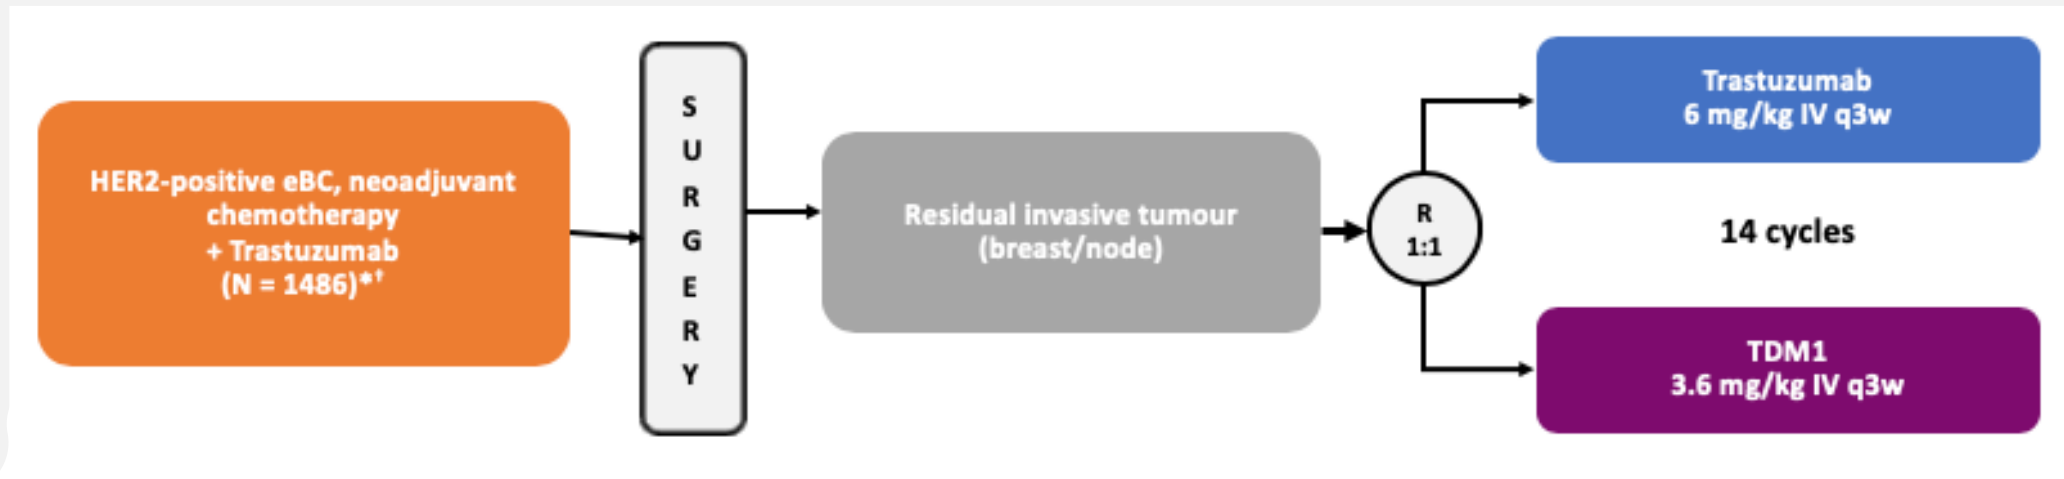 HER2-positive eBC, neoadjuvant
chemotherapy
+ Trastuzumab
(N = 1486)*†
SURGERY
Residual invasive tumour
(breast/node)
R
1:1
Trastuzumab
6 mg/kg IV q3w
14 cycles
TDM1
3.6 mg/kg IV q3w